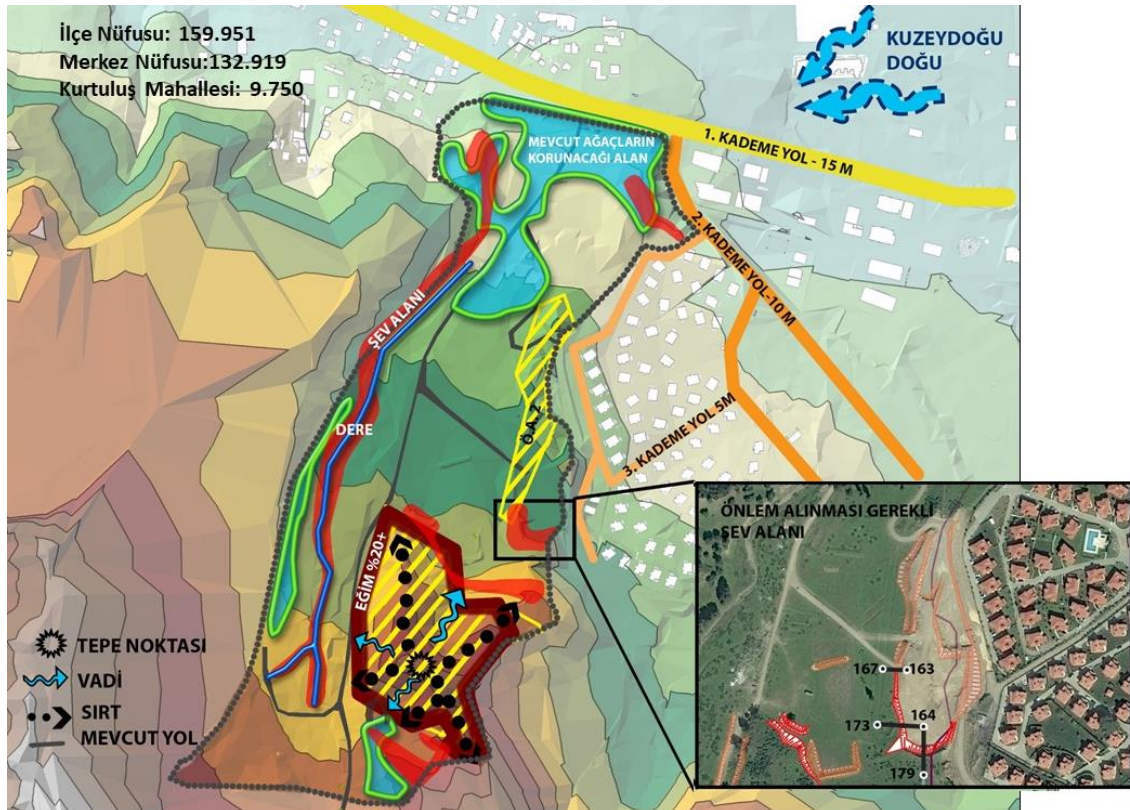 İlçe Nüfusu: 159.951
Merkez Nüfusu:132.919
Kurtuluş Mahallesi: 9.750
KUZEYDOĞU
DOĞU
MEVCUT AĞAÇLARIN
KORUNACAĞI ALAN
1. KADEME YOL - 15 M
2. KADEME YOL-10 M
3. KADEME YOL 5M
ŞEV ALANI
DERE
Ö.A. 2
EĞİM %20+
TEPE NOKTASI
VADİ
SIRT
MEVCUT YOL
ÖNLEM ALINMASI GEREKLİ
ŞEV ALANI
167
163
173
164
179